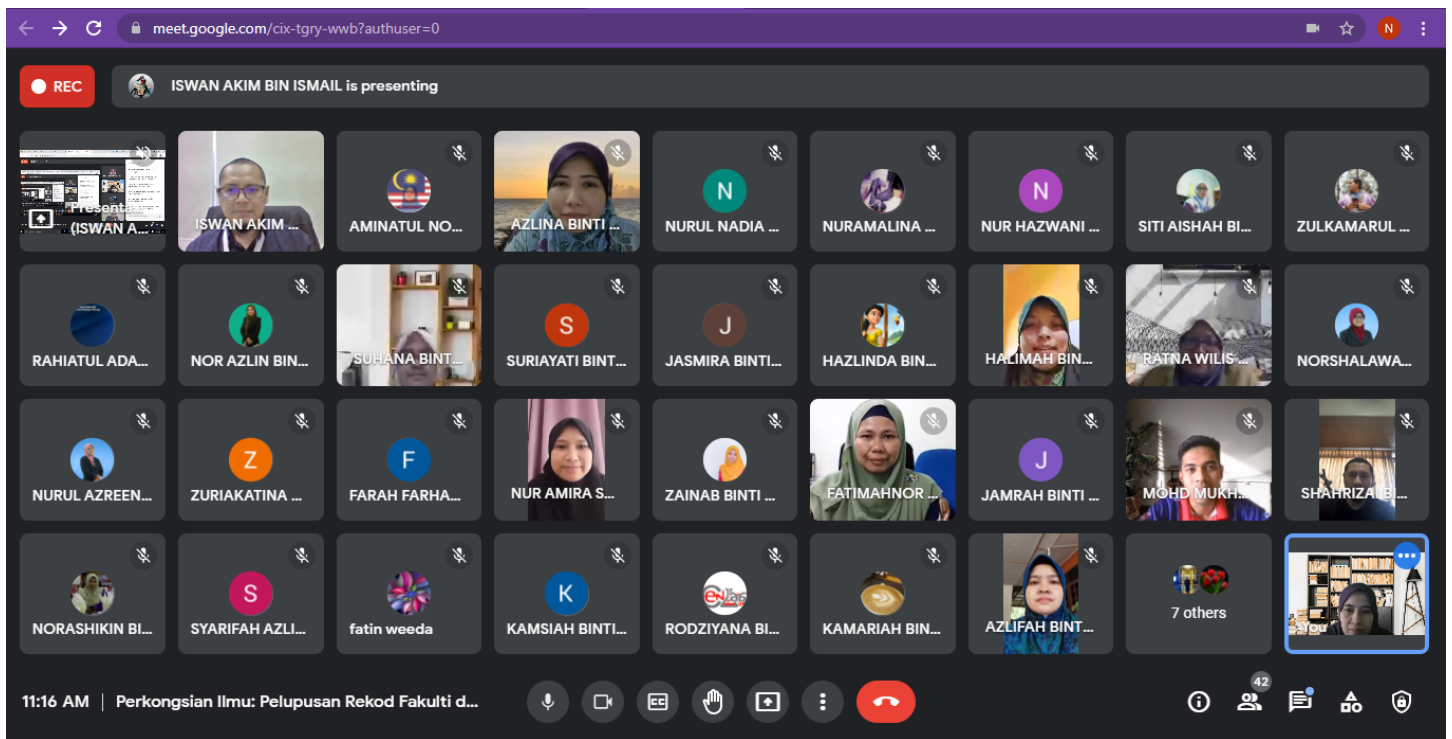 meet.google.com/cix-tgry-wwb?authuser=0
N
REC
ISWAN AKIM BIN ISMAIL is presenting
Presenta...
(ISWAN A...
ISWAN AKIM ...
AMINATUL NO...
AZLINA BINTI ...
N
NURUL NADIA ...
NURAMALINA ...
N
NUR HAZWANI ...
SITI AISHAH BI...
ZULKAMARUL ...
RAHIATUL ADA...
NOR AZLIN BIN...
SUHANA BINT...
S
SURIAYATI BINT...
J
JASMIRA BINTI...
HAZLINDA BIN...
HALIMAH BIN...
RATNA WILIS ...
NORSHALAWA...
NURUL AZREEN...
Z
ZURIAKATINA ...
F
FARAH FARHA...
NUR AMIRA S...
ZAINAB BINTI ...
FATIMAHNOR ...
J
JAMRAH BINTI ...
MOHD MUKH...
SHAHRIZAL BI...
NORASHIKIN BI...
S
SYARIFAH AZLI...
fatin weeda
K
KAMSIAH BINTI...
RODZIYANA BI...
KAMARIAH BIN...
AZLIFAH BINT...
7 others
You
11:16 AM | Perkongsian Ilmu: Pelupusan Rekod Fakulti d...
CC
42